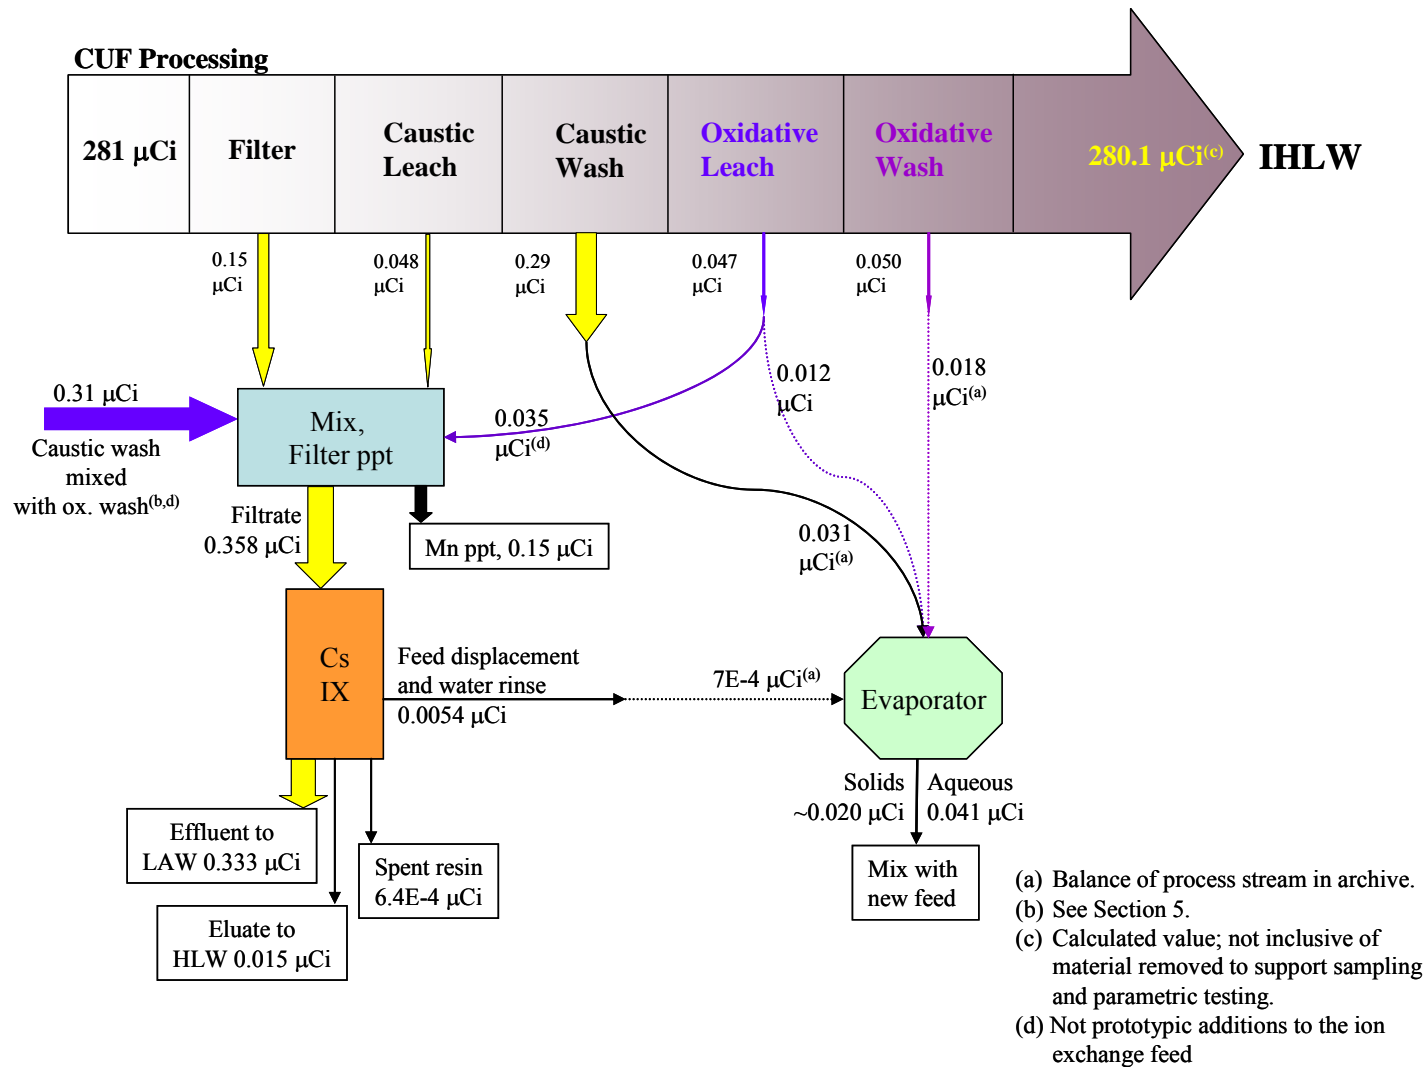 CUF Processing
281 μCi
Filter
Caustic
Leach
Caustic
Wash
Oxidative
Leach
Oxidative
Wash
280.1 μCi(c)
IHLW
0.15
μCi
0.048
μCi
0.29
μCi
0.047
μCi
0.050
μCi
0.31 μCi
Caustic wash
mixed
with ox. wash(b,d)
Mix,
Filter ppt
0.035
μCi(d)
0.012
μCi
0.018
μCi(a)
Filtrate
0.358 μCi
Mn ppt, 0.15 μCi
0.031
μCi(a)
Cs
IX
Feed displacement
and water rinse
0.0054 μCi
7E-4 μCi(a)
Evaporator
Solids
~0.020 μCi
Aqueous
0.041 μCi
Effluent to
LAW 0.333 μCi
Spent resin
6.4E-4 μCi
Eluate to
HLW 0.015 μCi
Mix with
new feed
(a) Balance of process stream in archive.
(b) See Section 5.
(c) Calculated value; not inclusive of
material removed to support sampling
and parametric testing.
(d) Not prototypic additions to the ion
exchange feed